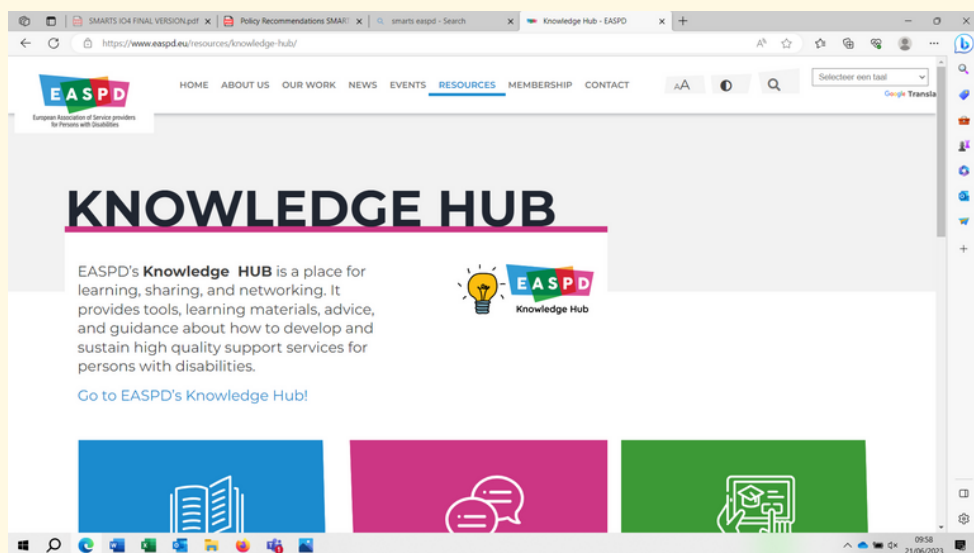 SMARTS IO4 FINAL VERSION.pdf
Policy Recommendations SMAR
smarts easpd - Search
Knowledge Hub - EASPD
https://www.easpd.eu/resources/knowledge-hub/
EASPD
European Association of Service providers
for Persons with Disabilities
HOME ABOUT US OUR WORK NEWS EVENTS RESOURCES MEMBERSHIP CONTACT
AA
Selecteer een taal
Google Transla
KNOWLEDGE HUB
EASPD's Knowledge HUB is a place for
learning, sharing, and networking. It
provides tools, learning materials, advice,
and guidance about how to develop and
sustain high quality support services for
persons with disabilities.
Go to EASPD's Knowledge Hub!
EASPD
Knowledge Hub
09:58
21/06/2023